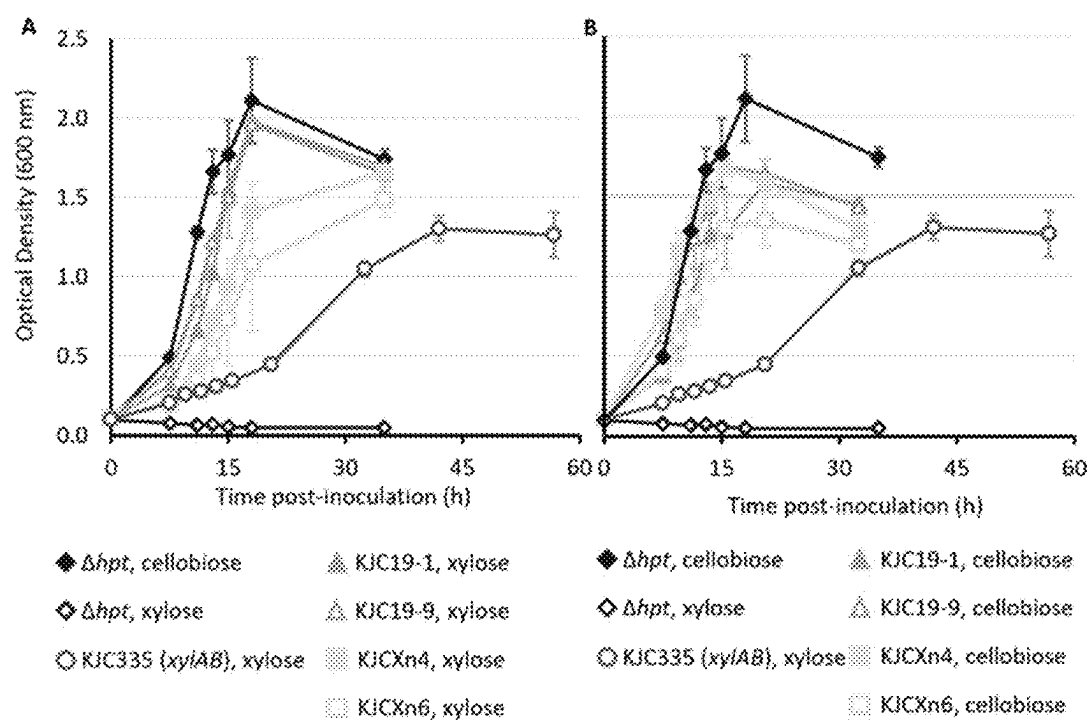 A
B
Optical Density (600 nm)
2.5
2.0
1.5
1.0
0.5
0.0
0 15 30 45 60 0 15 30 45 60
Time post-inoculation (h)
Time post-inoculation (h)
Δhpt, cellobiose
Δhpt, xylose
KJC335 (xylAB), xylose
KJC19-1, xylose
KJC19-9, xylose
KJCXn4, xylose
KJCXn6, xylose
Δhpt, cellobiose
Δhpt, xylose
KJC335 (xylAB), xylose
KJC19-1, cellobiose
KJC19-9, cellobiose
KJCXn4, cellobiose
KJCXn6, cellobiose